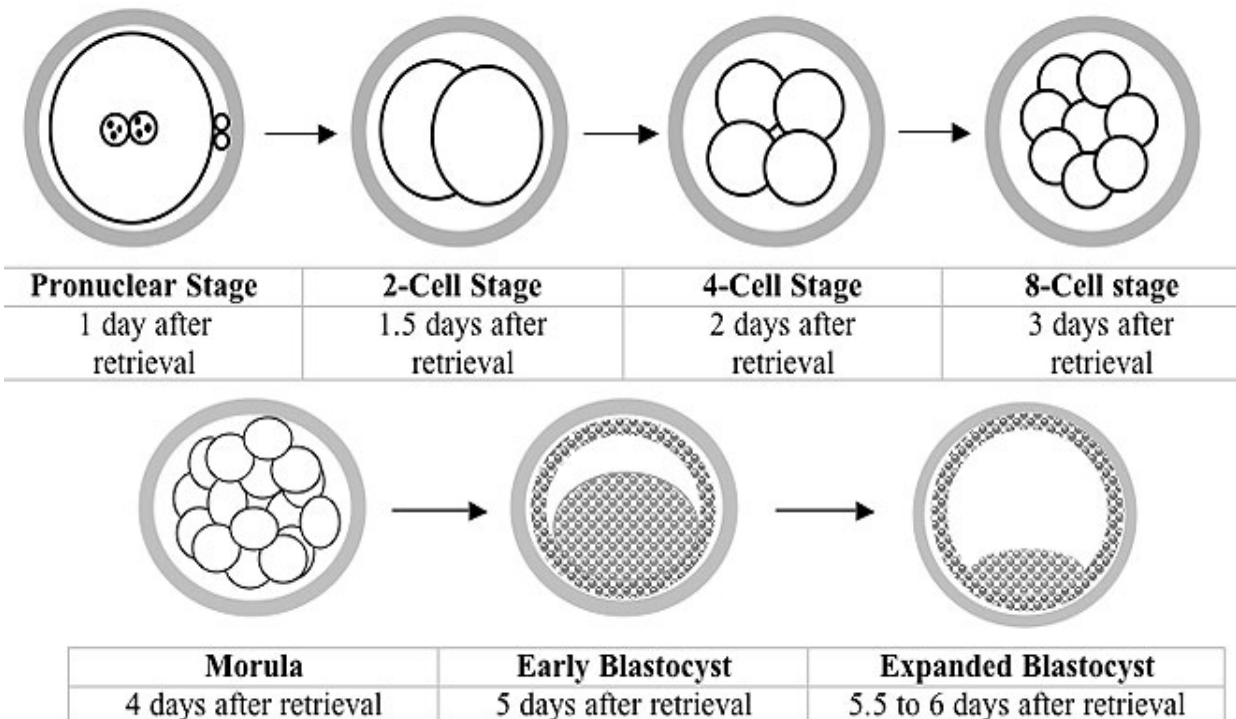 Pronuclear Stage 2-Cell Stage 4-Cell Stage 8-Cell stage
1 day after 1.5 days after 2 days after 3 days after
retrieval retrieval retrieval retrieval
Morula Early Blastocyst Expanded Blastocyst
4 days after retrieval 5 days after retrieval 5.5 to 6 days after retrieval